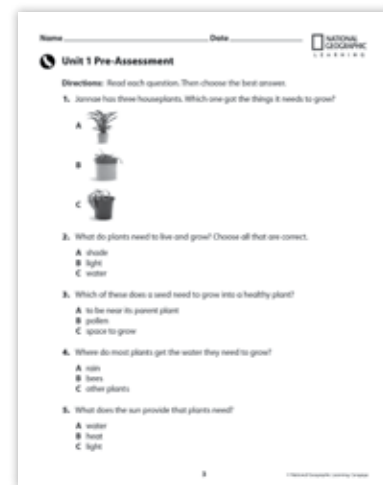 Name Date
NATIONAL
GEOGRAPHIC
LEARNING
Unit 1 Pre-Assessment
Directions: Read each question. Then choose the best answer.
1. Jannae has three houseplants. Which one got the things it needs to grow?
A
B
C
2. What do plants need to live and grow? Choose all that are correct.
A shade
B light
C water
3. Which of these does a seed need to grow into a healthy plant?
A to be near its parent plant
B pollen
C space to grow
4. Where do most plants get the water they need to grow?
A rain
B bees
C other plants
5. What does the sun provide that plants need?
A water
B heat
C light
3
National Geographic Learning, Cengage